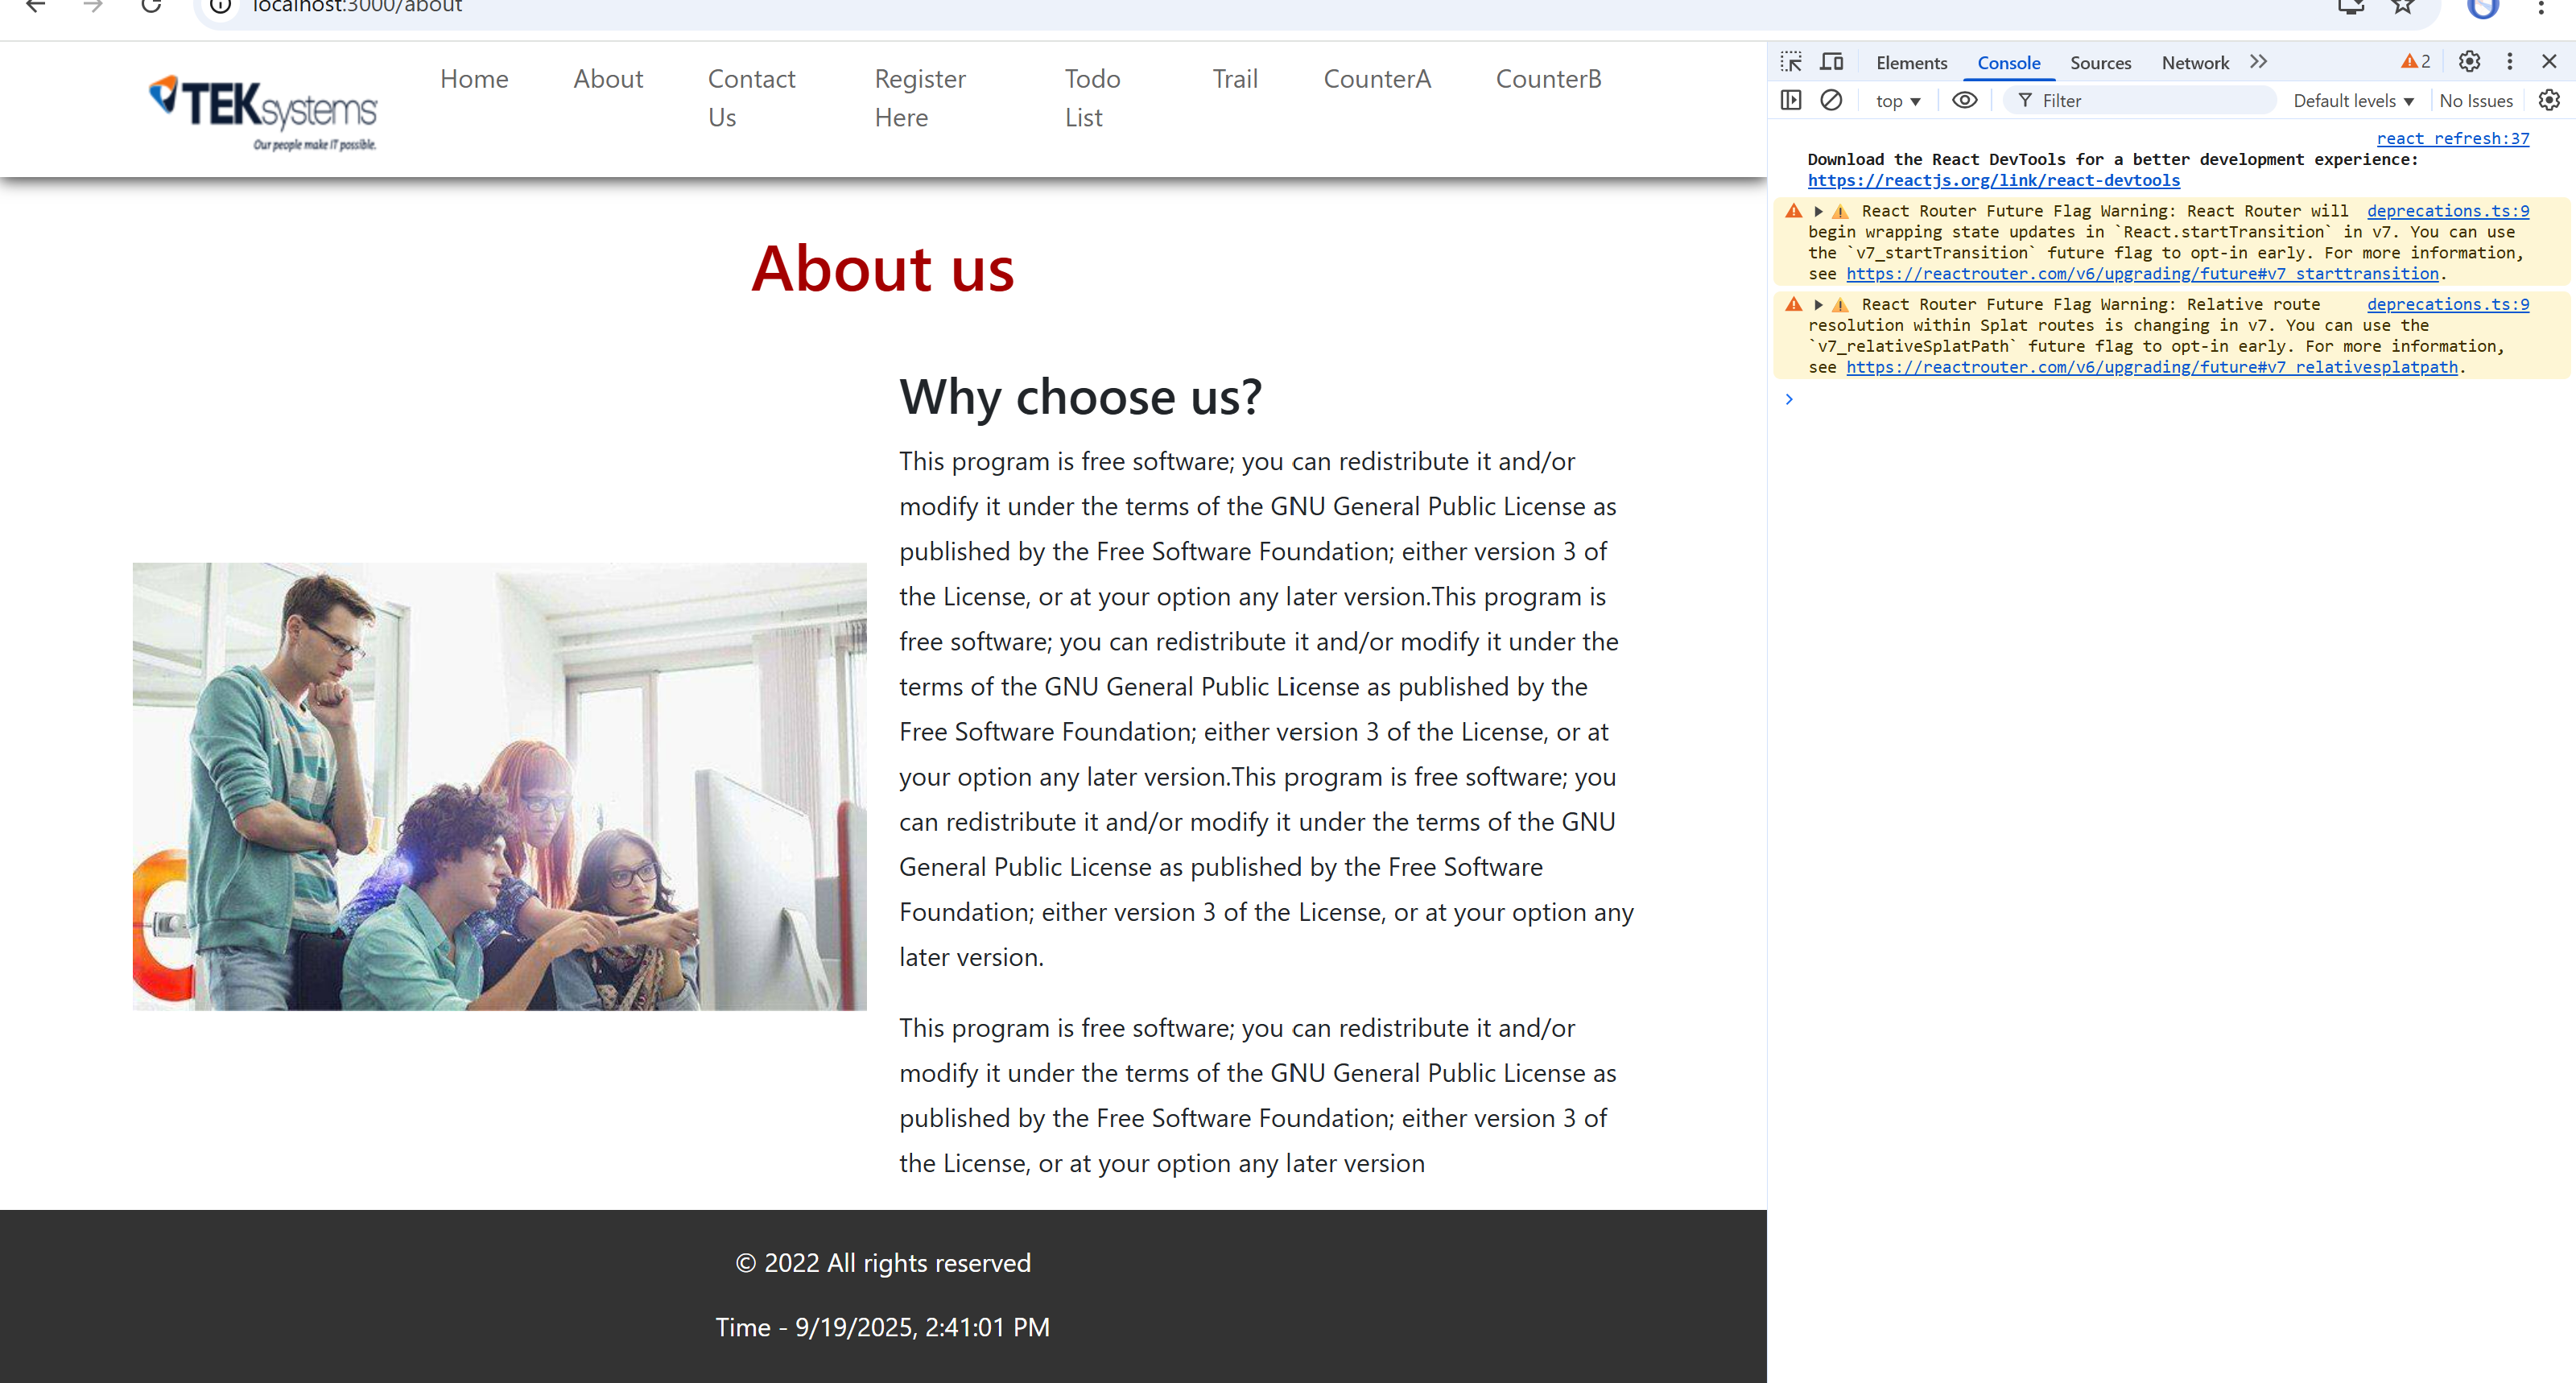 localhost:3000/about
TEKsystems
Our people make IT possible.
Home
About
Contact
Us
Register
Here
Todo
List
Trail
CounterA
CounterB
About us
Why choose us?
This program is free software; you can redistribute it and/or
modify it under the terms of the GNU General Public License as
published by the Free Software Foundation; either version 3 of
the License, or at your option any later version.This program is
free software; you can redistribute it and/or modify it under the
terms of the GNU General Public License as published by the
Free Software Foundation; either version 3 of the License, or at
your option any later version.This program is free software; you
can redistribute it and/or modify it under the terms of the GNU
General Public License as published by the Free Software
Foundation; either version 3 of the License, or at your option any
later version.
This program is free software; you can redistribute it and/or
modify it under the terms of the GNU General Public License as
published by the Free Software Foundation; either version 3 of
the License, or at your option any later version
© 2022 All rights reserved
Time - 9/19/2025, 2:41:01 PM
Elements
Console
Sources
Network
2
top
Filter
Default levels
No Issues
react refresh:37
Download the React DevTools for a better development experience:
https://reactjs.org/link/react-devtools
React Router Future Flag Warning: React Router will deprecations.ts:9
begin wrapping state updates in `React.startTransition` in v7. You can use
the `v7_startTransition` future flag to opt-in early. For more information,
see https://reactrouter.com/v6/upgrading/future#v7_starttransition.
React Router Future Flag Warning: Relative route deprecations.ts:9
resolution within Splat routes is changing in v7. You can use the
`v7_relativeSplatPath` future flag to opt-in early. For more information,
see https://reactrouter.com/v6/upgrading/future#v7_relativesplatpath.